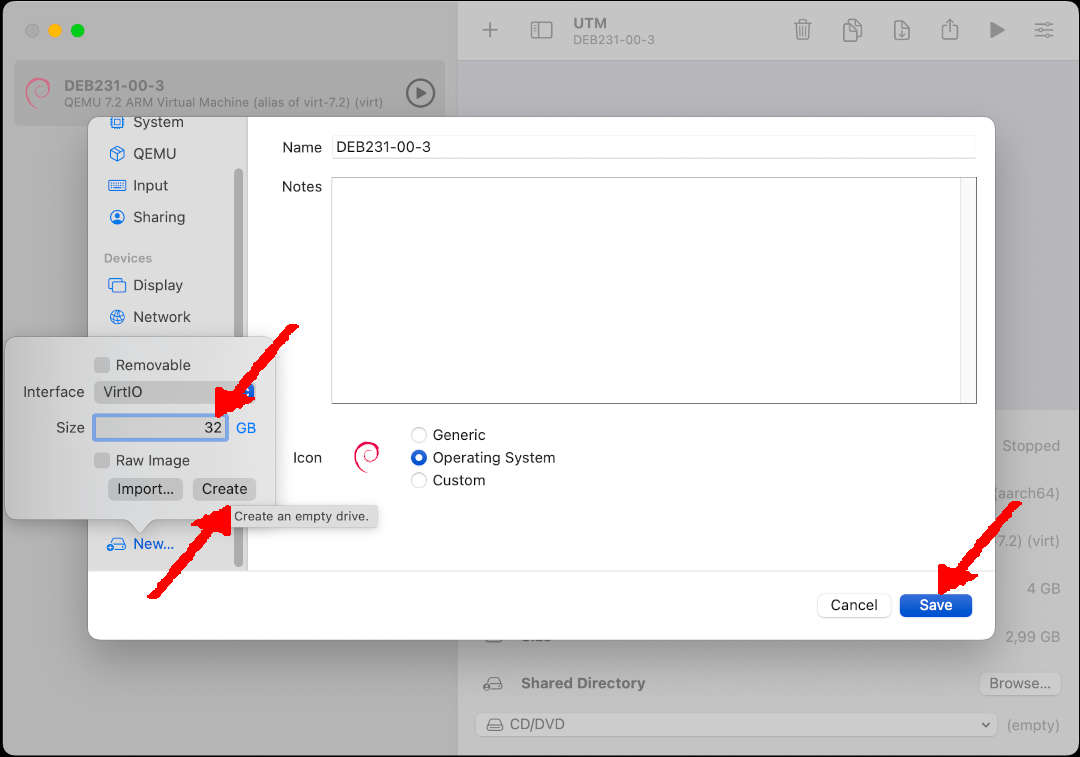 UTM
DEB231-00-3
DEB231-00-3
QEMU 7.2 ARM Virtual Machine (alias of virt-7.2) (virt)
System
QEMU
Input
Sharing
Devices
Display
Network
Removable
Interface VirtIO
Size 32 GB
Raw Image
Import... Create
Create an empty drive.
New...
Name DEB231-00-3
Notes
Icon
Generic
Operating System
Custom
Cancel Save
Stopped
(aarch64)
-7.2) (virt)
4 GB
2,99 GB
Shared Directory Browse...
CD/DVD (empty)